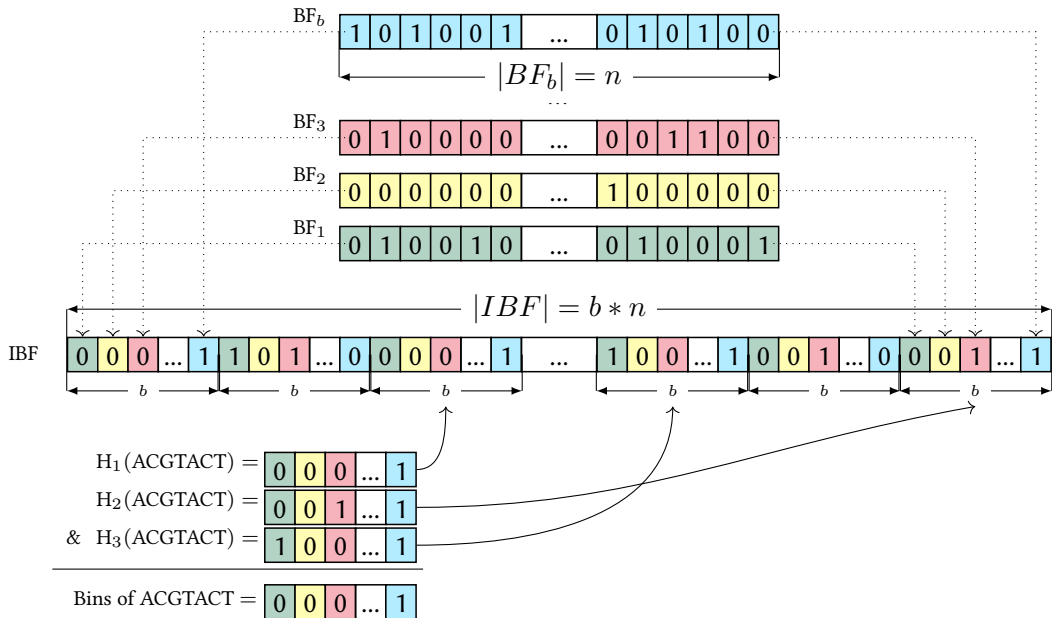 BF_b 1 0 1 0 0 1 ... 0 1 0 1 0 0
|BF_b| = n
...
BF_3 0 1 0 0 0 0 ... 0 0 1 1 0 0
BF_2 0 0 0 0 0 0 ... 1 0 0 0 0 0
BF_1 0 1 0 0 1 0 ... 0 1 0 0 0 1
|IBF| = b * n
IBF 0 0 0 ... 1 1 0 1 ... 0 0 0 0 ... 1 ... 1 0 0 ... 1 0 0 1 ... 0 0 0 1 ... 1
b b b b b b
H_1(ACGTACT) = 0 0 0 ... 1
H_2(ACGTACT) = 0 0 1 ... 1
& H_3(ACGTACT) = 1 0 0 ... 1
Bins of ACGTACT = 0 0 0 ... 1